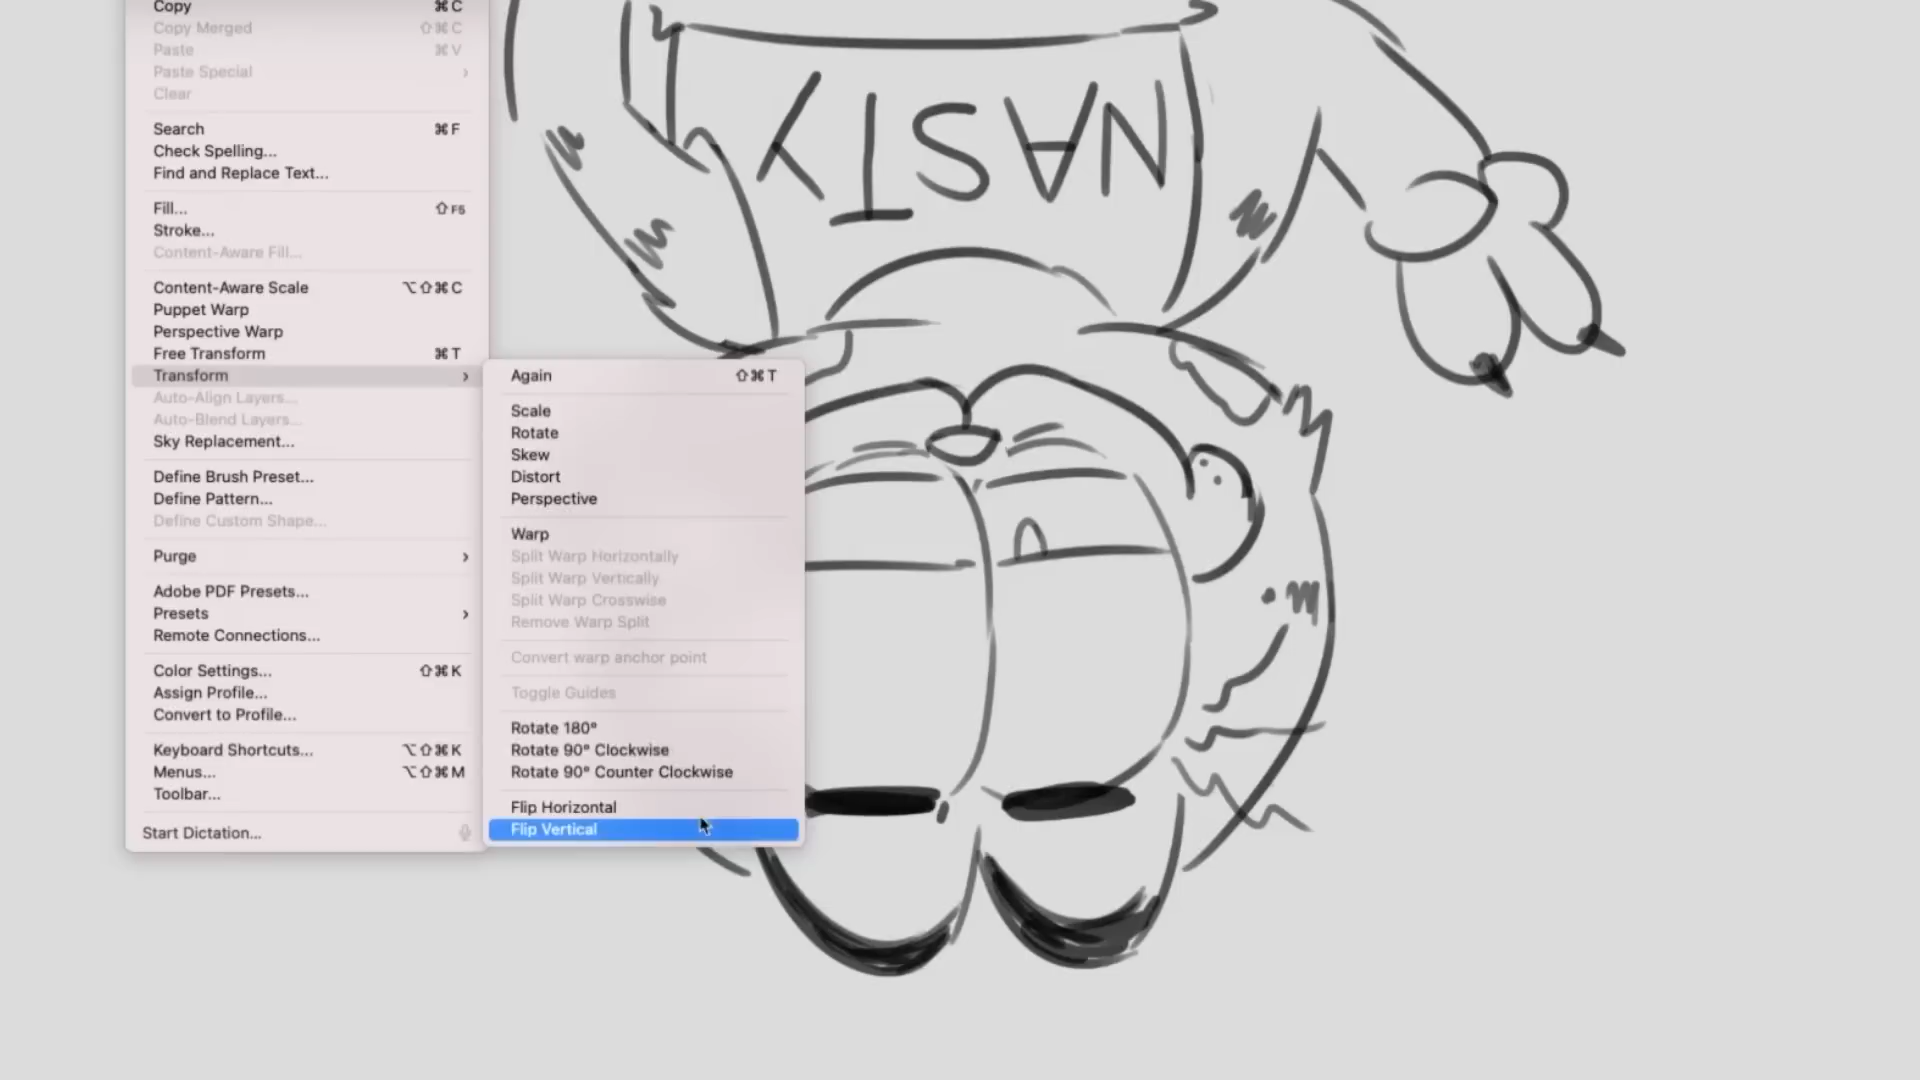 Copy ⌘C
Copy Merged ⇧⌘C
Paste ⌘V
Paste Special
Clear
Search ⌘F
Check Spelling...
Find and Replace Text...
Fill... ⇧F5
Stroke...
Content-Aware Fill...
Content-Aware Scale ⌥⇧⌘C
Puppet Warp
Perspective Warp
Free Transform ⌘T
Transform
Auto-Align Layers...
Auto-Blend Layers...
Sky Replacement...
Define Brush Preset...
Define Pattern...
Define Custom Shape...
Purge
Adobe PDF Presets...
Presets
Remote Connections...
Color Settings... ⇧⌘K
Assign Profile...
Convert to Profile...
Keyboard Shortcuts... ⌥⇧⌘K
Menus... ⌥⇧⌘M
Toolbar...
Start Dictation...
Again ⇧⌘T
Scale
Rotate
Skew
Distort
Perspective
Warp
Split Warp Horizontally
Split Warp Vertically
Split Warp Crosswise
Remove Warp Split
Convert warp anchor point
Toggle Guides
Rotate 180°
Rotate 90° Clockwise
Rotate 90° Counter Clockwise
Flip Horizontal
Flip Vertical
NASTY